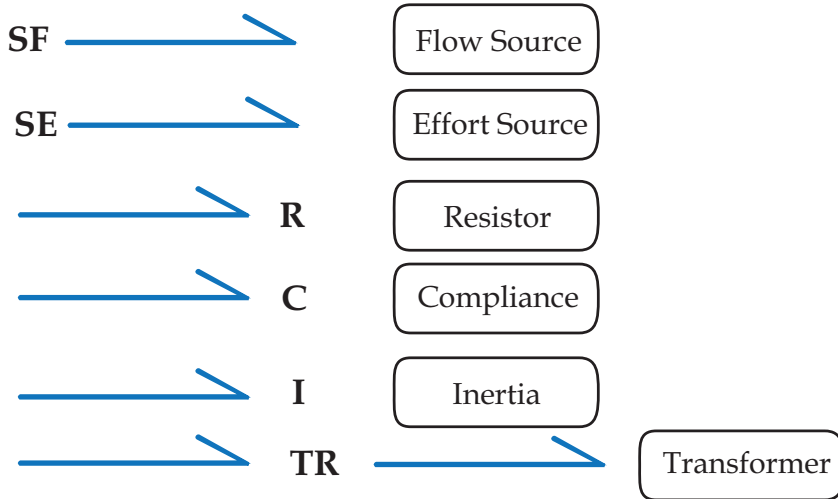 SF Flow Source
SE Effort Source
R Resistor
C Compliance
I Inertia
TR Transformer